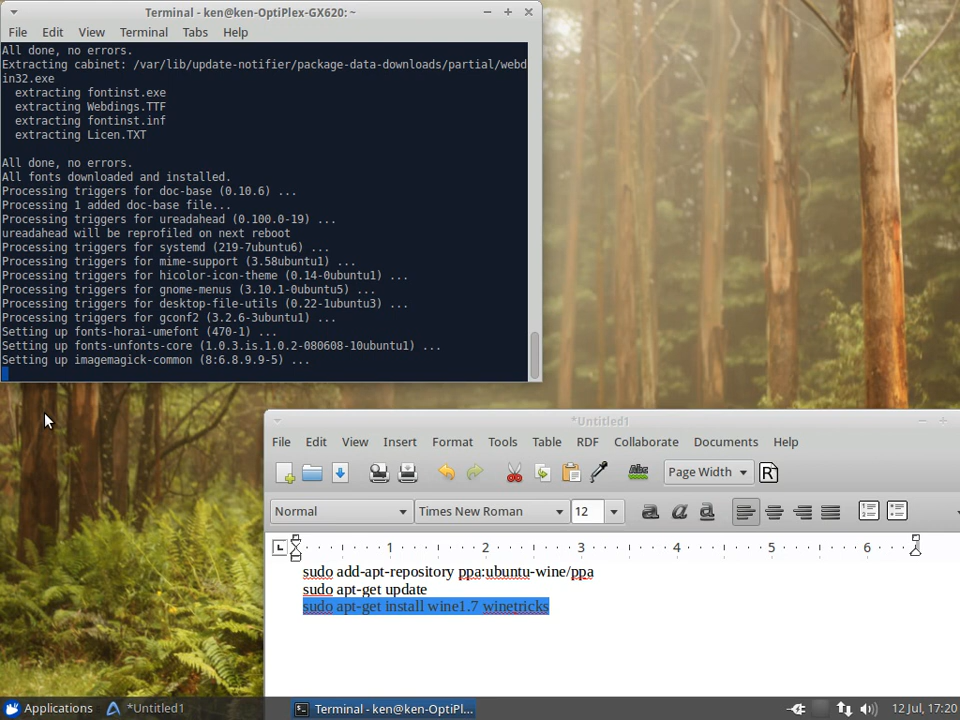 Terminal - ken@ken-OptiPlex-GX620: ~
File Edit View Terminal Tabs Help
All done, no errors.
Extracting cabinet: /var/lib/update-notifier/package-data-downloads/partial/webd
in32.exe
extracting fontinst.exe
extracting Webdings.TTF
extracting fontinst.inf
extracting Licen.TXT
All done, no errors.
All fonts downloaded and installed.
Processing triggers for doc-base (0.10.6) ...
Processing 1 added doc-base file...
Processing triggers for ureadahead (0.100.0-19) ...
ureadahead will be reprofiled on next reboot
Processing triggers for systemd (219-7ubuntu6) ...
Processing triggers for mime-support (3.58ubuntu1) ...
Processing triggers for hicolor-icon-theme (0.14-0ubuntu1) ...
Processing triggers for gnome-menus (3.10.1-0ubuntu5) ...
Processing triggers for desktop-file-utils (0.22-1ubuntu3) ...
Processing triggers for gconf2 (3.2.6-3ubuntu1) ...
Setting up fonts-horai-umefont (470-1) ...
Setting up fonts-unfonts-core (1.0.3.is.1.0.2-080608-10ubuntu1) ...
Setting up imagemagick-common (8:6.8.9.9-5) ...
*Untitled1
File Edit View Insert Format Tools Table RDF Collaborate Documents Help
Abc Page Width R
Normal Times New Roman 12 a a a
L 1 2 3 4 5 6
sudo add-apt-repository ppa:ubuntu-wine/ppa
sudo apt-get update
sudo apt-get install wine1.7 winetricks
Applications *Untitled1 Terminal - ken@ken-OptiPl... 12 Jul, 17:20